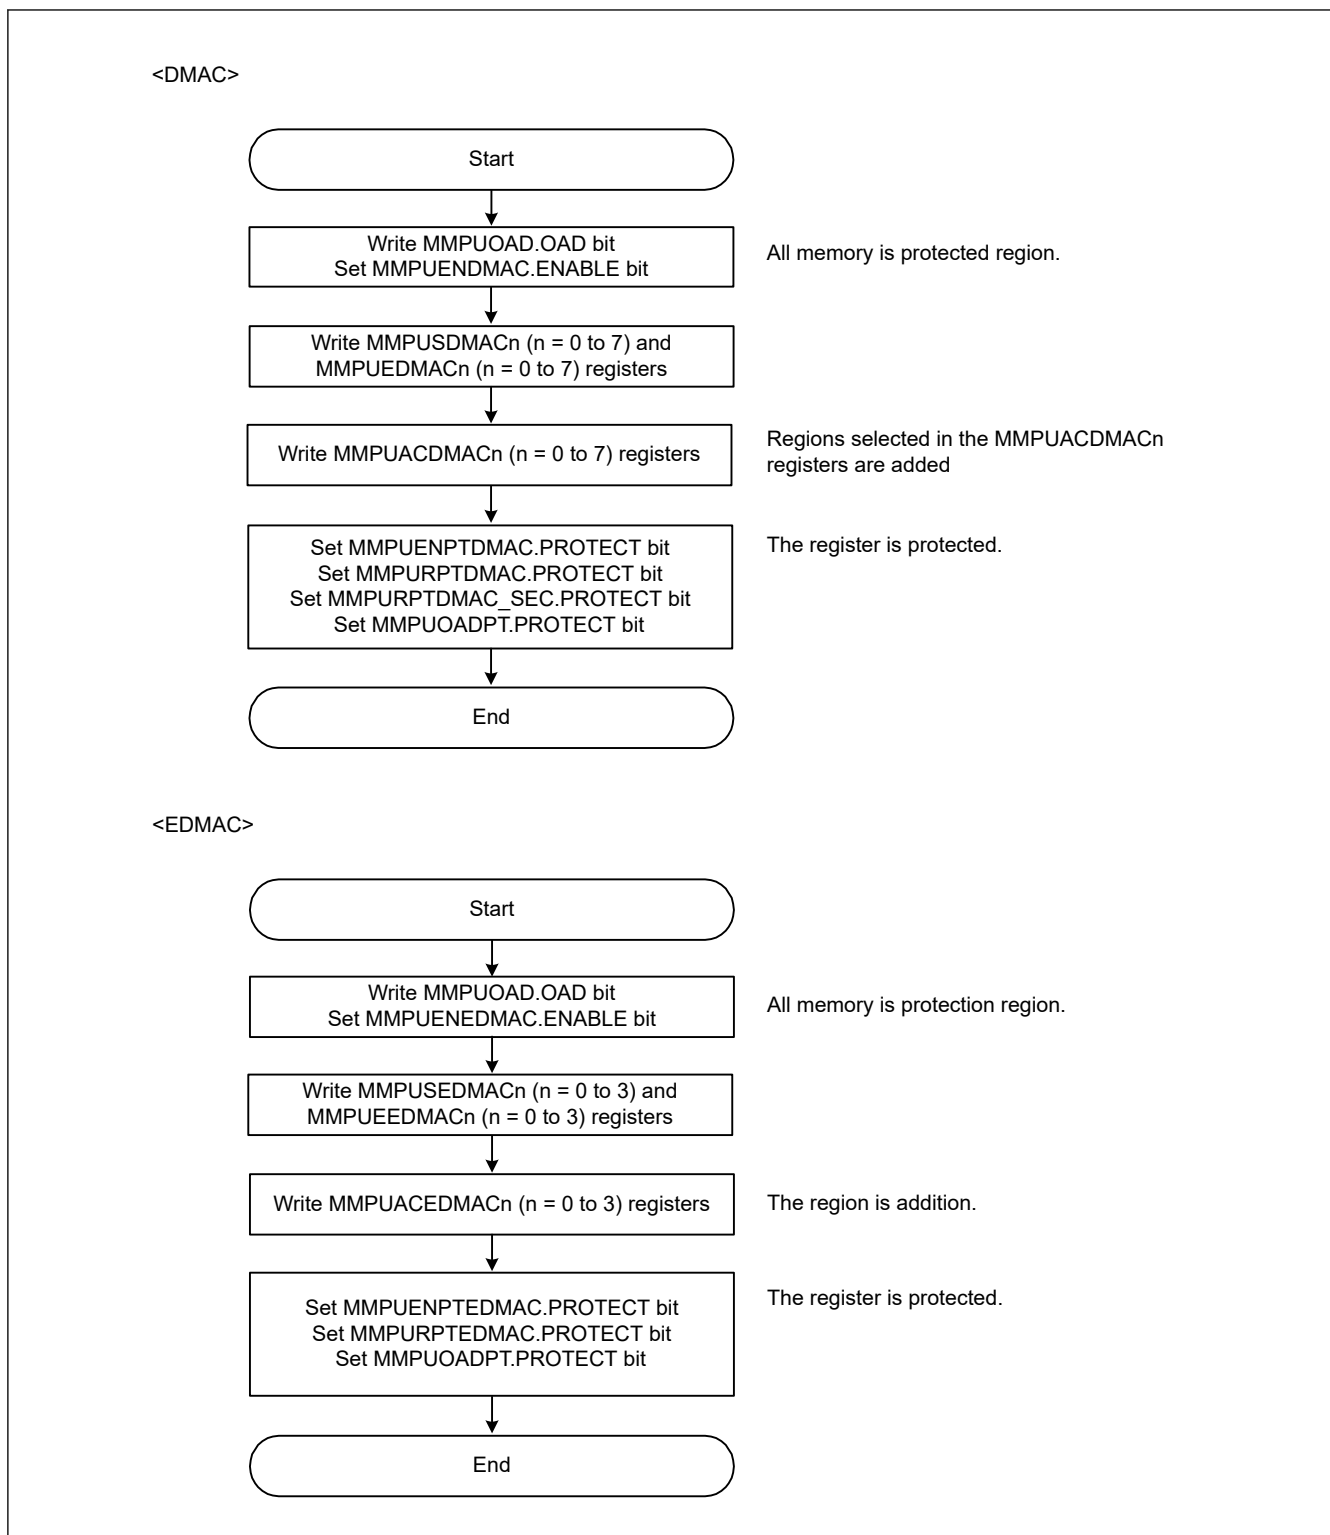 <DMAC>
Start
Write MMPUOAD.OAD bit
Set MMPUENDMAC.ENABLE bit
All memory is protected region.
Write MMPUSDMACn (n = 0 to 7) and
MMPUEDMACn (n = 0 to 7) registers
Write MMPUACDMACn (n = 0 to 7) registers
Regions selected in the MMPUACDMACn
registers are added
Set MMPUENPTDMAC.PROTECT bit
Set MMPURPTDMAC.PROTECT bit
Set MMPURPTDMAC_SEC.PROTECT bit
Set MMPUOADPT.PROTECT bit
The register is protected.
End
<EDMAC>
Start
Write MMPUOAD.OAD bit
Set MMPUENEDMAC.ENABLE bit
All memory is protection region.
Write MMPUSEDMACn (n = 0 to 3) and
MMPUEEDMACn (n = 0 to 3) registers
Write MMPUACEDMACn (n = 0 to 3) registers
The region is addition.
Set MMPUENPTEDMAC.PROTECT bit
Set MMPURPTEDMAC.PROTECT bit
Set MMPUOADPT.PROTECT bit
The register is protected.
End